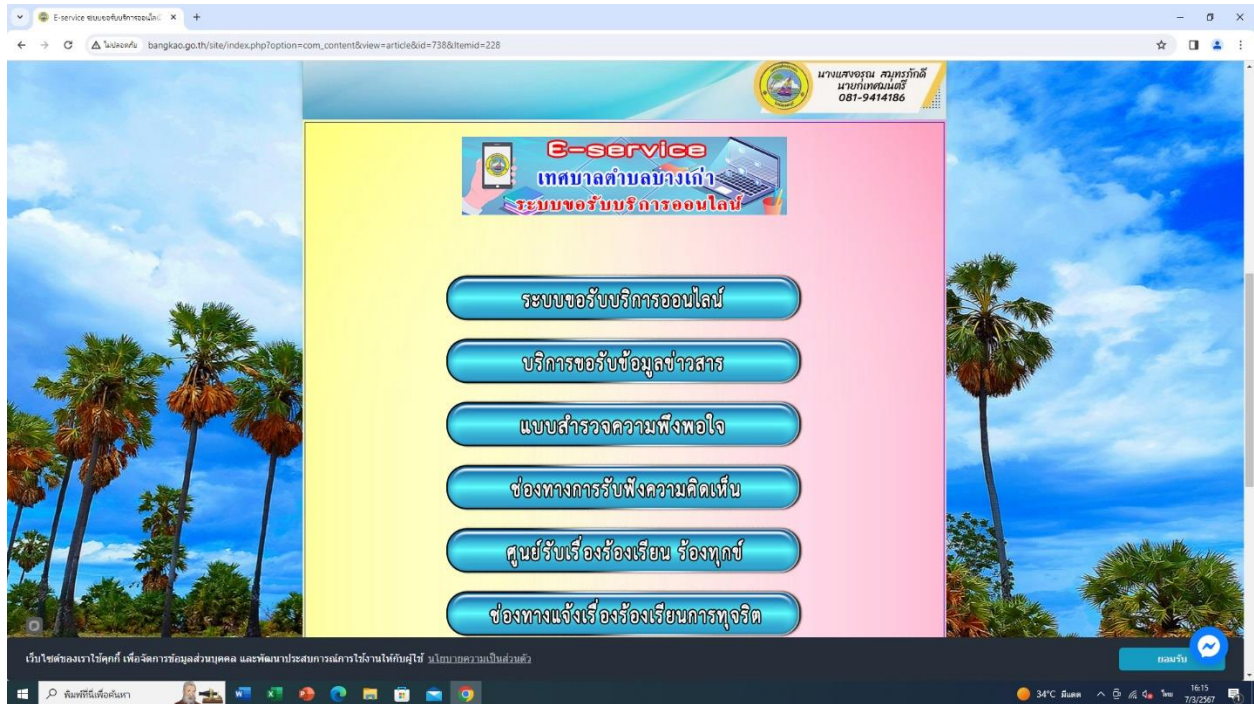 E-service ระบบขอรับบริการออนไลน์
ไม่ปลอดภัย
bangkao.go.th/site/index.php?option=com_content&view=article&id=738&Itemid=228
นางแสงอรุณ สมุทรภักดี
นายกเทศมนตรี
081-9414186
E-service
เทศบาลตำบลบางเก่า
ระบบขอรับบริการออนไลน์
ระบบขอรับบริการออนไลน์
บริการขอรับข้อมูลข่าวสาร
แบบสำรวจความพึงพอใจ
ช่องทางการรับฟังความคิดเห็น
ศูนย์รับเรื่องร้องเรียน ร้องทุกข์
ช่องทางแจ้งเรื่องร้องเรียนการทุจริต
เว็บไซต์ของเราใช้คุกกี้ เพื่อจัดการข้อมูลส่วนบุคคล และพัฒนาประสบการณ์การใช้งานให้กับผู้ใช้ นโยบายความเป็นส่วนตัว
ยอมรับ
พิมพ์ที่นี่เพื่อค้นหา
34°C มีแดด
ไทย
16:15
7/3/2567